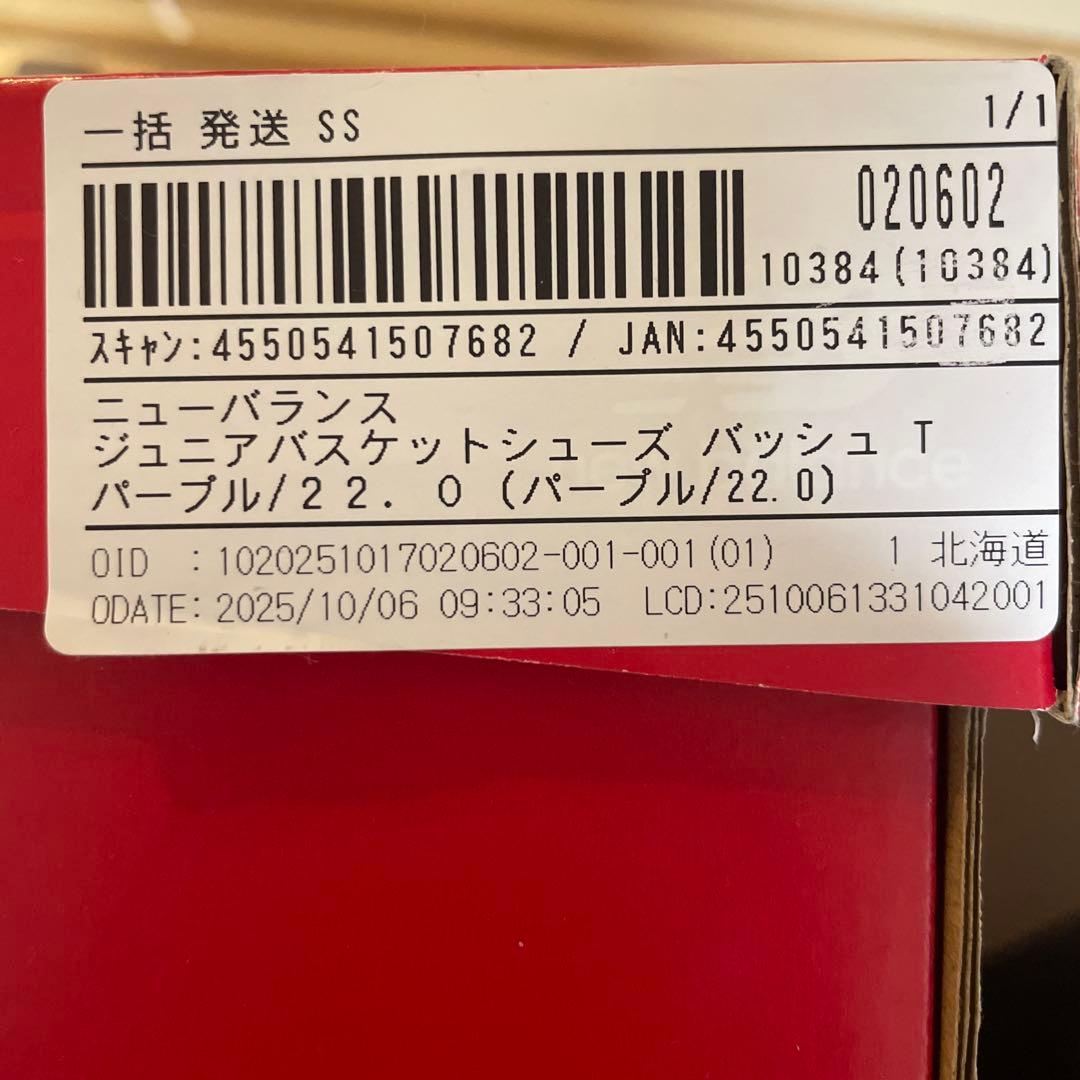 一括 発送 SS 1/1
020602
10384(10384)
ｽｷｬﾝ:4550541507682 / JAN:4550541507682
ニューバランス
ジュニアバスケットシューズ バッシュ T
パープル/２２．０ (パープル/22.0)
OID :1020251017020602-001-001(01) 1 北海道
ODATE:2025/10/06 09:33:05 LCD:2510061331042001